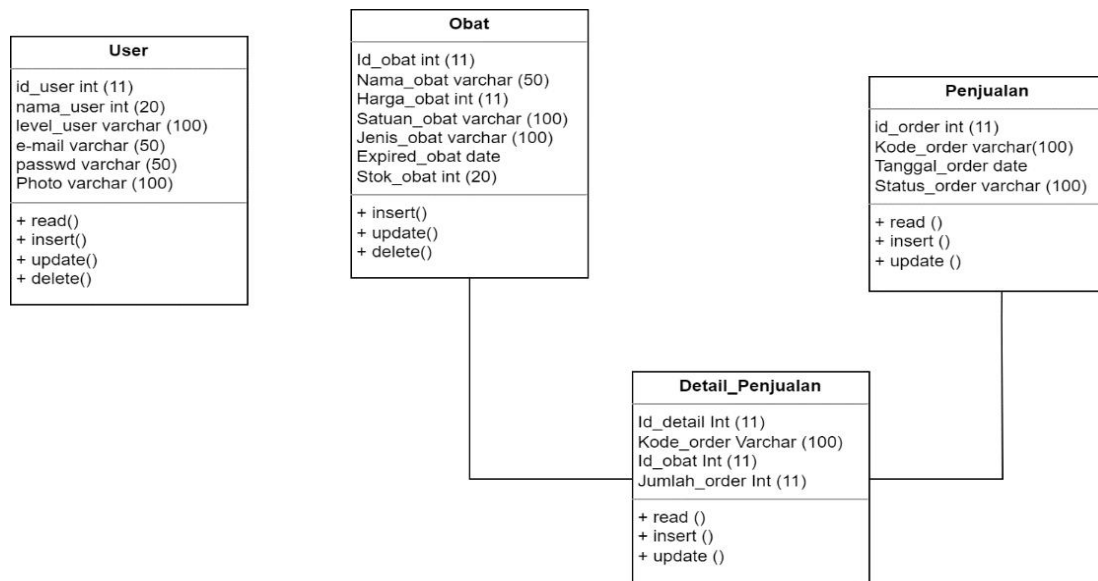 User
id_user int (11)
nama_user int (20)
level_user varchar (100)
e-mail varchar (50)
passwd varchar (50)
Photo varchar (100)
+ read()
+ insert()
+ update()
+ delete()
Obat
Id_obat int (11)
Nama_obat varchar (50)
Harga_obat int (11)
Satuan_obat varchar (100)
Jenis_obat varchar (100)
Expired_obat date
Stok_obat int (20)
+ insert()
+ update()
+ delete()
Penjualan
id_order int (11)
Kode_order varchar(100)
Tanggal_order date
Status_order varchar (100)
+ read ()
+ insert ()
+ update ()
Detail_Penjualan
Id_detail Int (11)
Kode_order Varchar (100)
Id_obat Int (11)
Jumlah_order Int (11)
+ read ()
+ insert ()
+ update ()